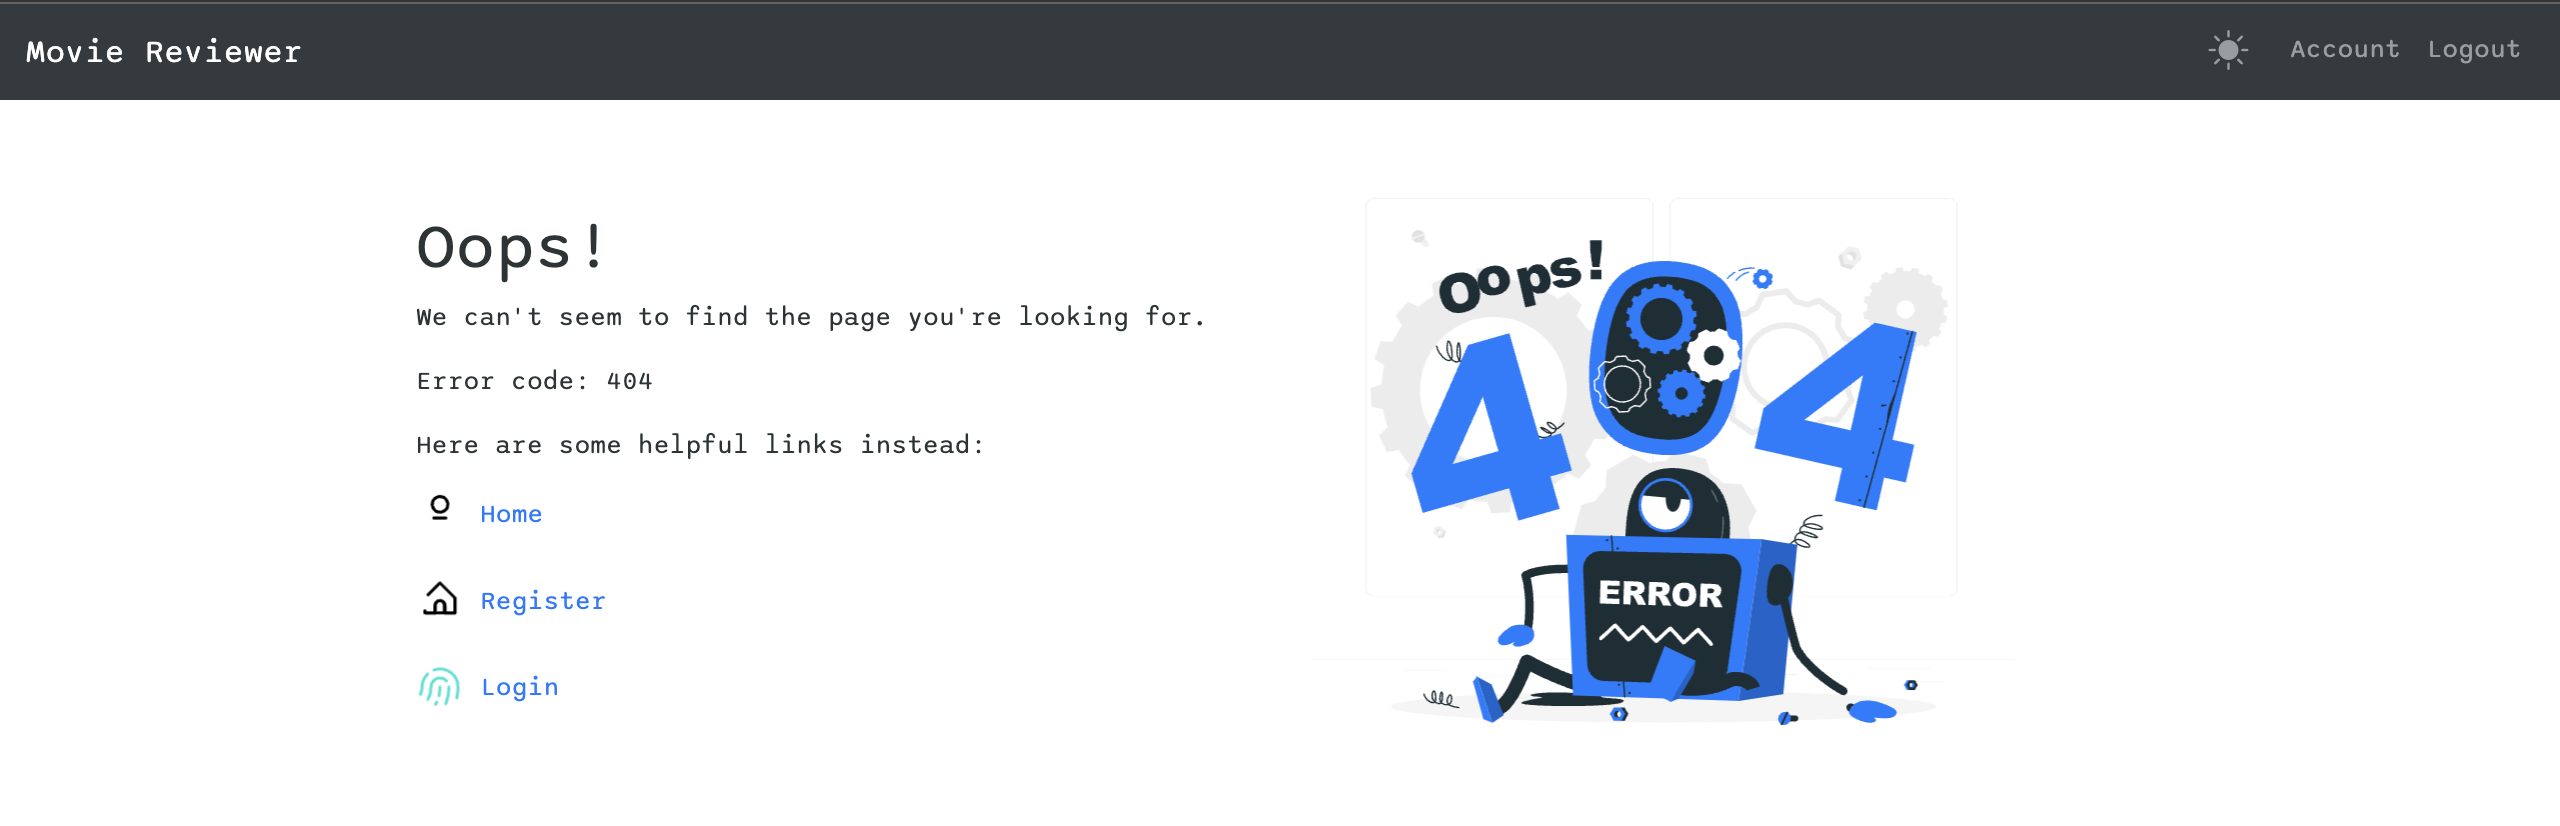 Movie Reviewer
Account Logout
Oops!
We can't seem to find the page you're looking for.
Error code: 404
Here are some helpful links instead:
Home
Register
Login
Oops!
404
ERROR